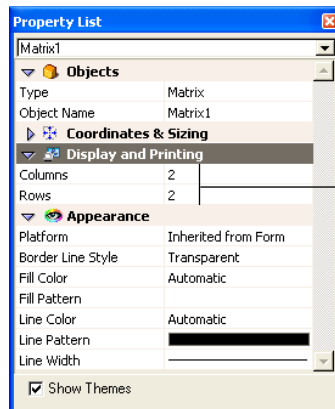 Property List
Matrix1
Objects
Type Matrix
Object Name Matrix1
Coordinates & Sizing
Display and Printing
Columns 2
Rows 2
Appearance
Platform Inherited from Form
Border Line Style Transparent
Fill Color Automatic
Fill Pattern
Line Color Automatic
Line Pattern
Line Width
Show Themes